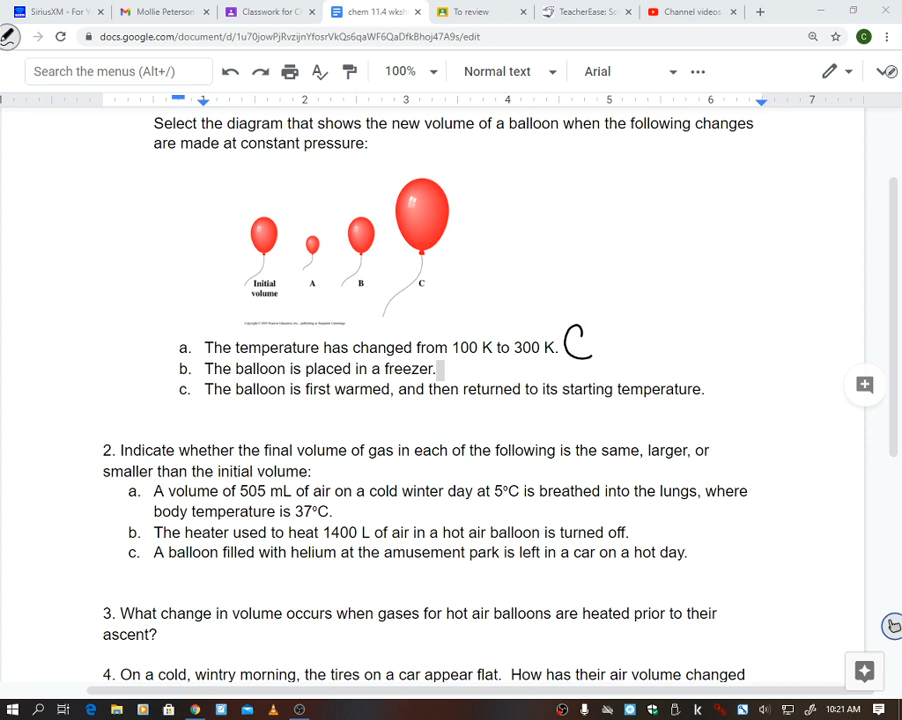 SiriusXM - For Y
Mollie Peterson
Classwork for C
chem 11.4 wksh
To review
TeacherEase: Sc
Channel videos
docs.google.com/document/d/1u70jowPjRvzijnYfosrVkQs6qaWF6QaDfkBhoj47A9s/edit
C
Search the menus (Alt+/)
100%
Normal text
Arial
1 2 3 4 5 6 7
Select the diagram that shows the new volume of a balloon when the following changes
are made at constant pressure:
Initial
volume
A
B
C
a. The temperature has changed from 100 K to 300 K. C
b. The balloon is placed in a freezer.
c. The balloon is first warmed, and then returned to its starting temperature.
2. Indicate whether the final volume of gas in each of the following is the same, larger, or
smaller than the initial volume:
a. A volume of 505 mL of air on a cold winter day at 5°C is breathed into the lungs, where
body temperature is 37°C.
b. The heater used to heat 1400 L of air in a hot air balloon is turned off.
c. A balloon filled with helium at the amusement park is left in a car on a hot day.
3. What change in volume occurs when gases for hot air balloons are heated prior to their
ascent?
4. On a cold, wintry morning, the tires on a car appear flat. How has their air volume changed
10:21 AM